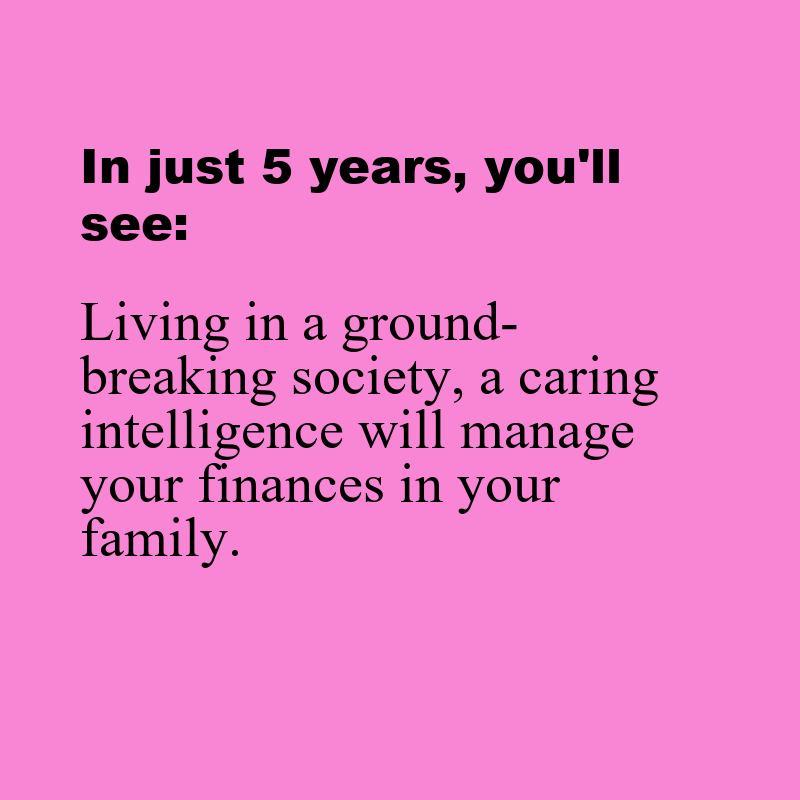 In just 5 years, you'll
see:
Living in a ground-
breaking society, a caring
intelligence will manage
your finances in your
family.